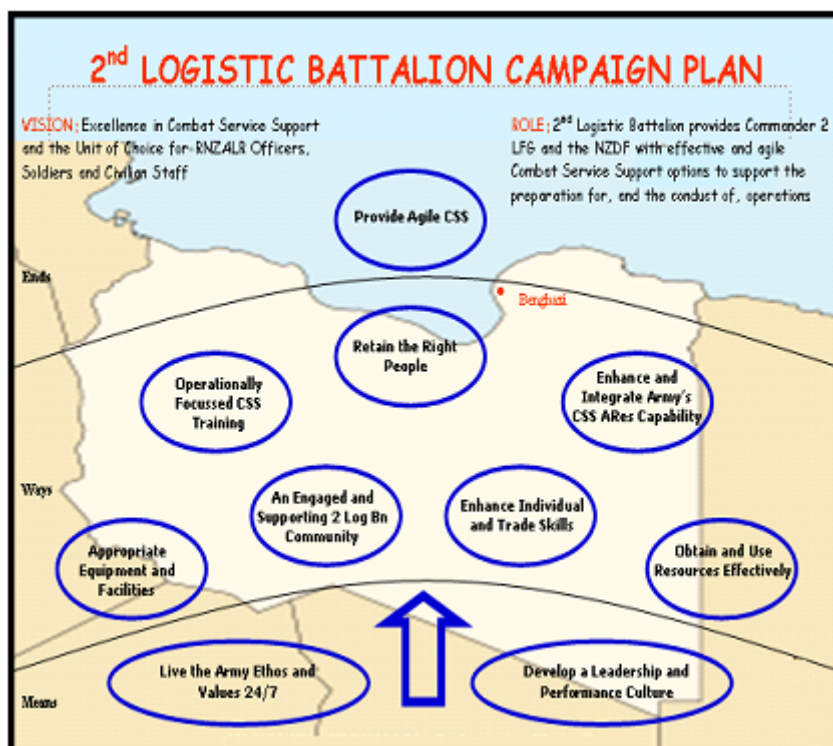 2nd LOGISTIC BATTALION CAMPAIGN PLAN
VISION: Excellence in Combat Service Support
and the Unit of Choice for RNZALR Officers,
Soldiers and Civilian Staff
ROLE: 2nd Logistic Battalion provides Commander 2
LFG and the NZDF with effective and agile
Combat Service Support options to support the
preparation for, and the conduct of, operations
Provide Agile CSS
Ends
Benghazi
Retain the Right
People
Operationally
Focussed CSS
Training
Enhance and
Integrate Army's
CSS ARes Capability
Ways
An Engaged and
Supporting 2 Log Bn
Community
Enhance Individual
and Trade Skills
Appropriate
Equipment and
Facilities
Obtain and Use
Resources Effectively
Live the Army Ethos and
Values 24/7
Develop a Leadership and
Performance Culture
Means